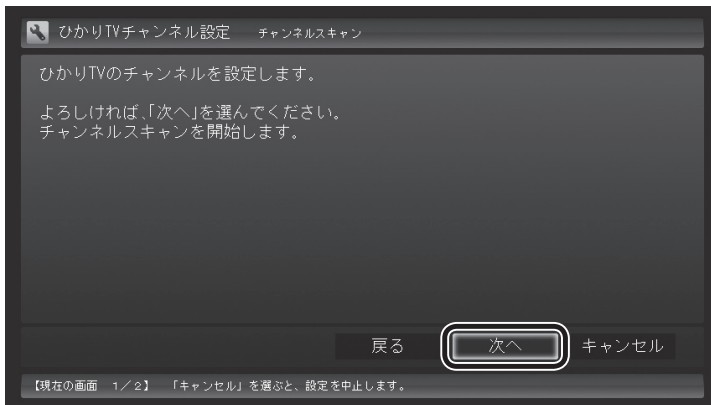 ひかりTVチャンネル設定 チャンネルスキャン
ひかりTVのチャンネルを設定します。
よろしければ、「次へ」を選んでください。
チャンネルスキャンを開始します。
戻る 次へ キャンセル
【現在の画面 1/2】 「キャンセル」を選ぶと、設定を中止します。